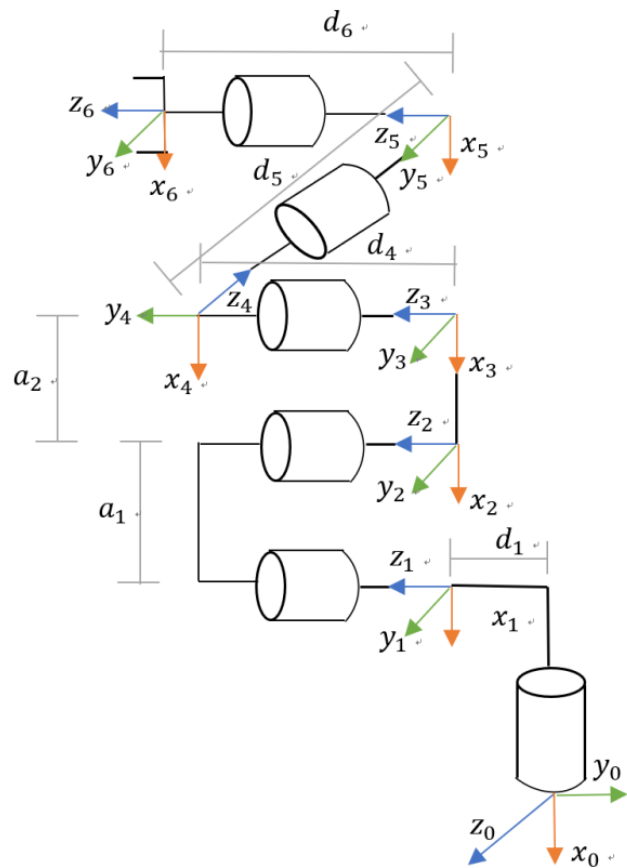 d₆
z₆
z₅
x₅
y₆
x₆
d₅
y₅
d₄
y₄
z₄
z₃
a₂
x₄
y₃
x₃
z₂
a₁
y₂
x₂
d₁
z₁
y₁
x₁
y₀
z₀
x₀